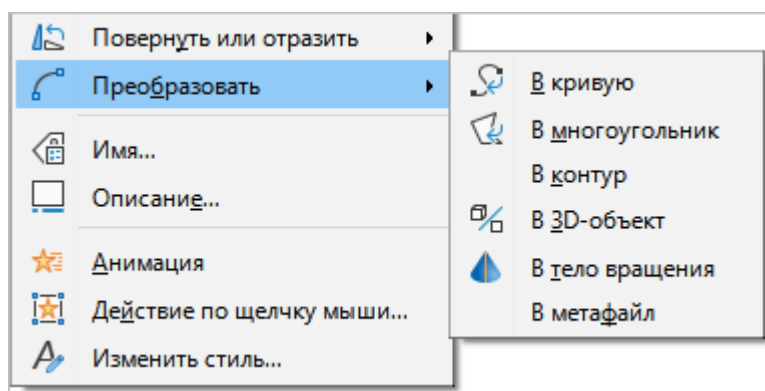 Повернуть или отразить
Преобразовать
Имя...
Описание...
Анимация
Действие по щелчку мыши...
Изменить стиль...
В кривую
В многоугольник
В контур
В 3D-объект
В тело вращения
В метафайл